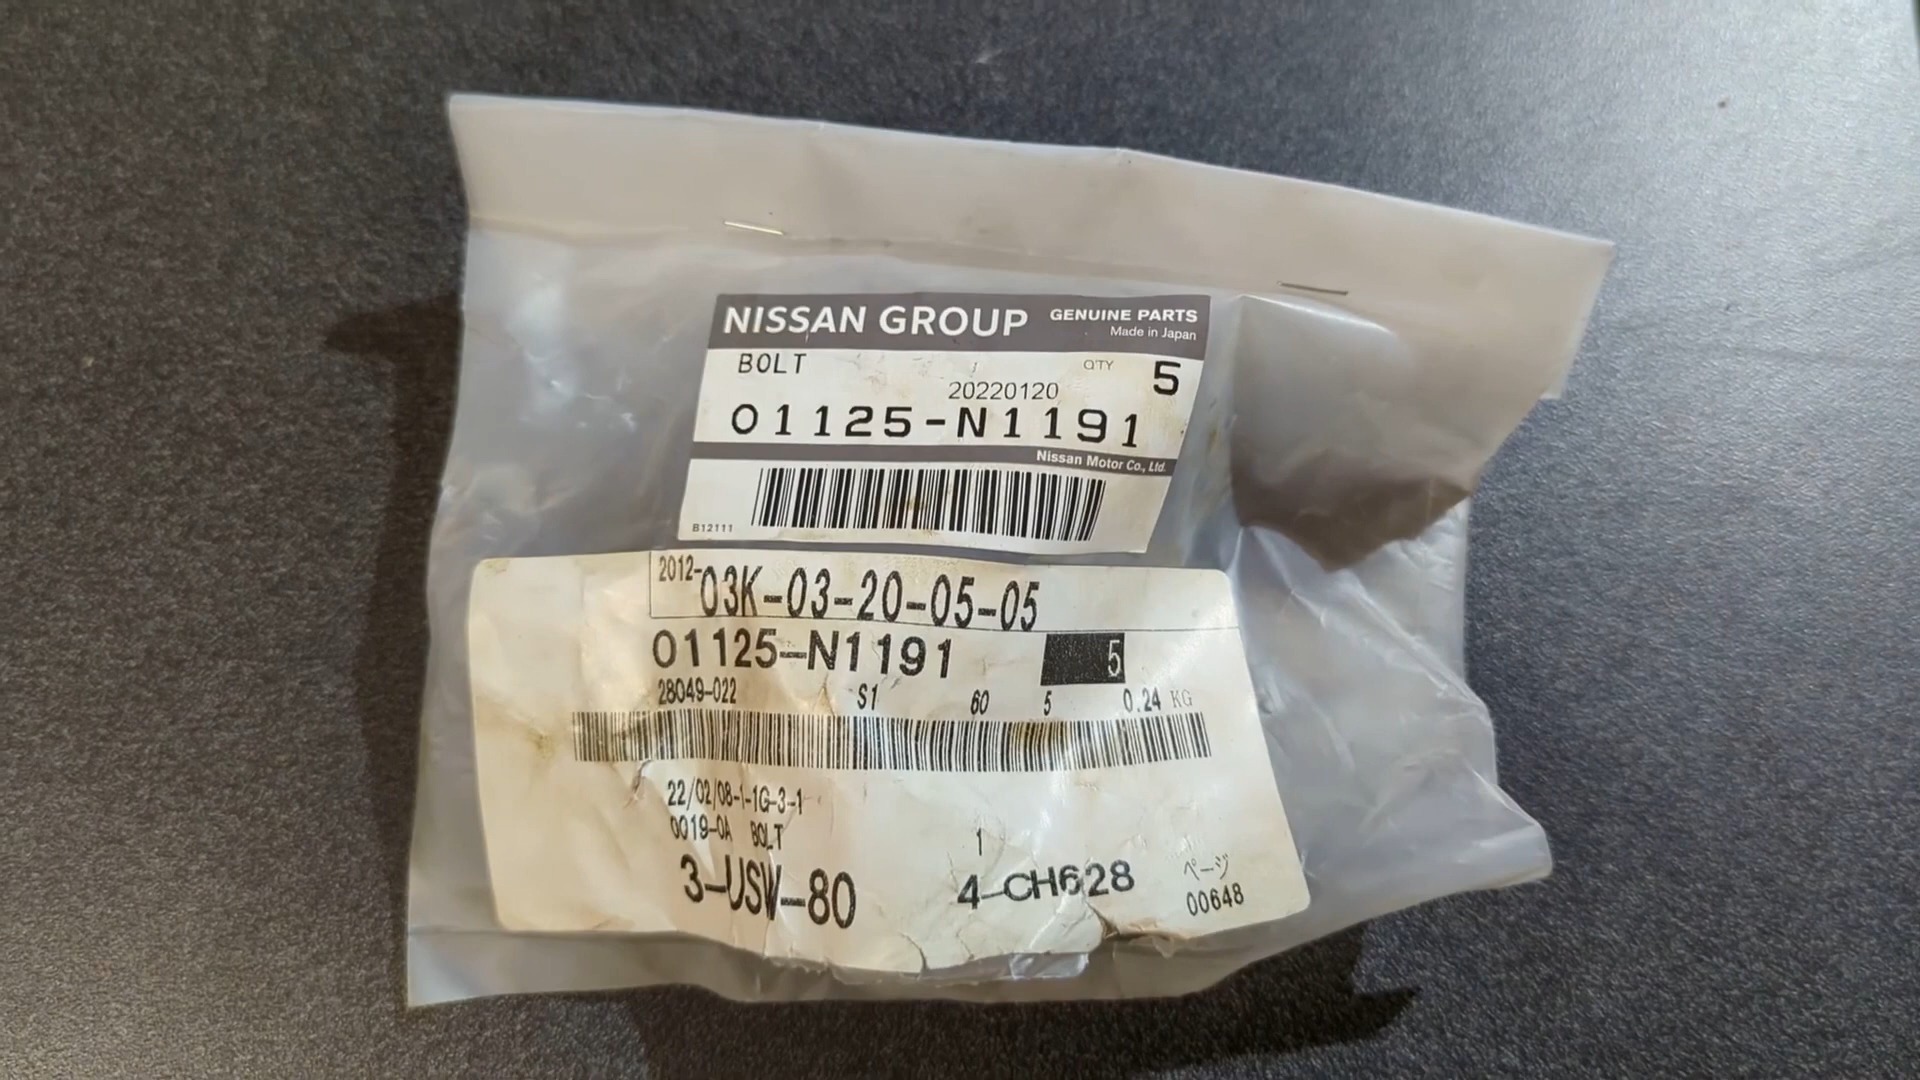 NISSAN GROUP GENUINE PARTS
Made in Japan
BOLT Q'TY 5
20220120
01125-N1191
Nissan Motor Co., Ltd.
B12111
2012-03K-03-20-05-05
01125-N1191 5
28049-022 S1 60 5 0.24 KG
22/02/08-1-1G-3-1
0019-0A BOLT 1
3-USW-80 4-CH628 ページ
00648